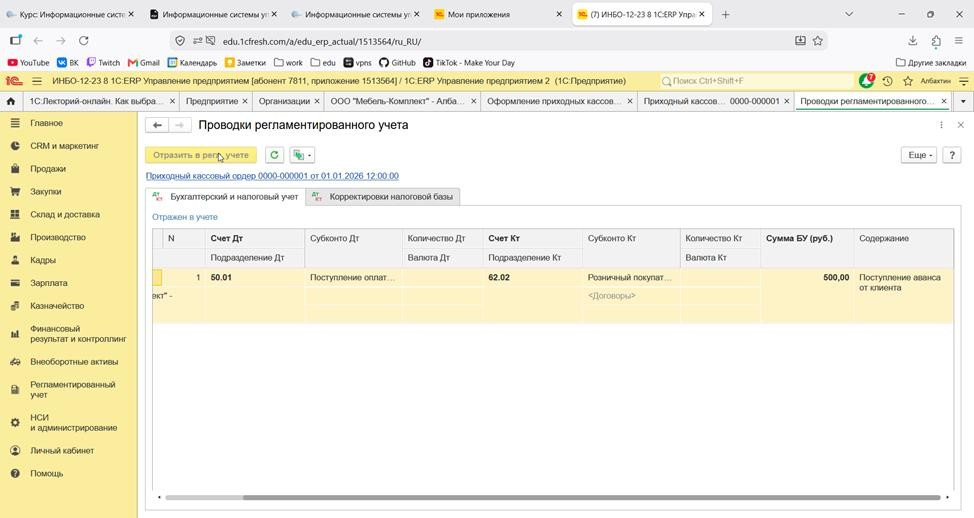 Курс: Информационные систе
Информационные системы уп
Информационные системы уп
Мои приложения
(7) ИНБО-12-23 8 1С:ERP Упра
edu.1cfresh.com/a/edu_erp_actual/1513564/ru_RU/
YouTube ВК Twitch Gmail Календарь Заметки work edu vpns GitHub TikTok - Make Your Day Другие закладки
ИНБО-12-23 8 1С:ERP Управление предприятием [абонент 7811, приложение 1513564] / 1С:ERP Управление предприятием 2 (1С:Предприятие)
Поиск Ctrl+Shift+F
7
Албахтин
1С:Лекторий-онлайн. Как выбра...
Предприятие
Организации
ООО "Мебель-Комплект" - Алба...
Оформление приходных кассов...
Приходный кассов... 0000-000001
Проводки регламентированного...
Главное
CRM и маркетинг
Продажи
Закупки
Склад и доставка
Производство
Кадры
Зарплата
Казначейство
Финансовый
результат и контроллинг
Внеоборотные активы
Регламентированный
учет
НСИ
и администрирование
Личный кабинет
Помощь
Проводки регламентированного учета
Отразить в регл. учете
Еще
?
Приходный кассовый ордер 0000-000001 от 01.01.2026 12:00:00
Дт Кт Бухгалтерский и налоговый учет
Дт Кт Корректировки налоговой базы
Отражен в учете
N Счет Дт Субконто Дт Количество Дт Счет Кт Субконто Кт Количество Кт Сумма БУ (руб.) Содержание
Подразделение Дт Валюта Дт Подразделение Кт Валюта Кт
1 50.01 Поступление оплат... 62.02 Розничный покупат... 500,00 Поступление аванса
от клиента
ект" - <Договоры>